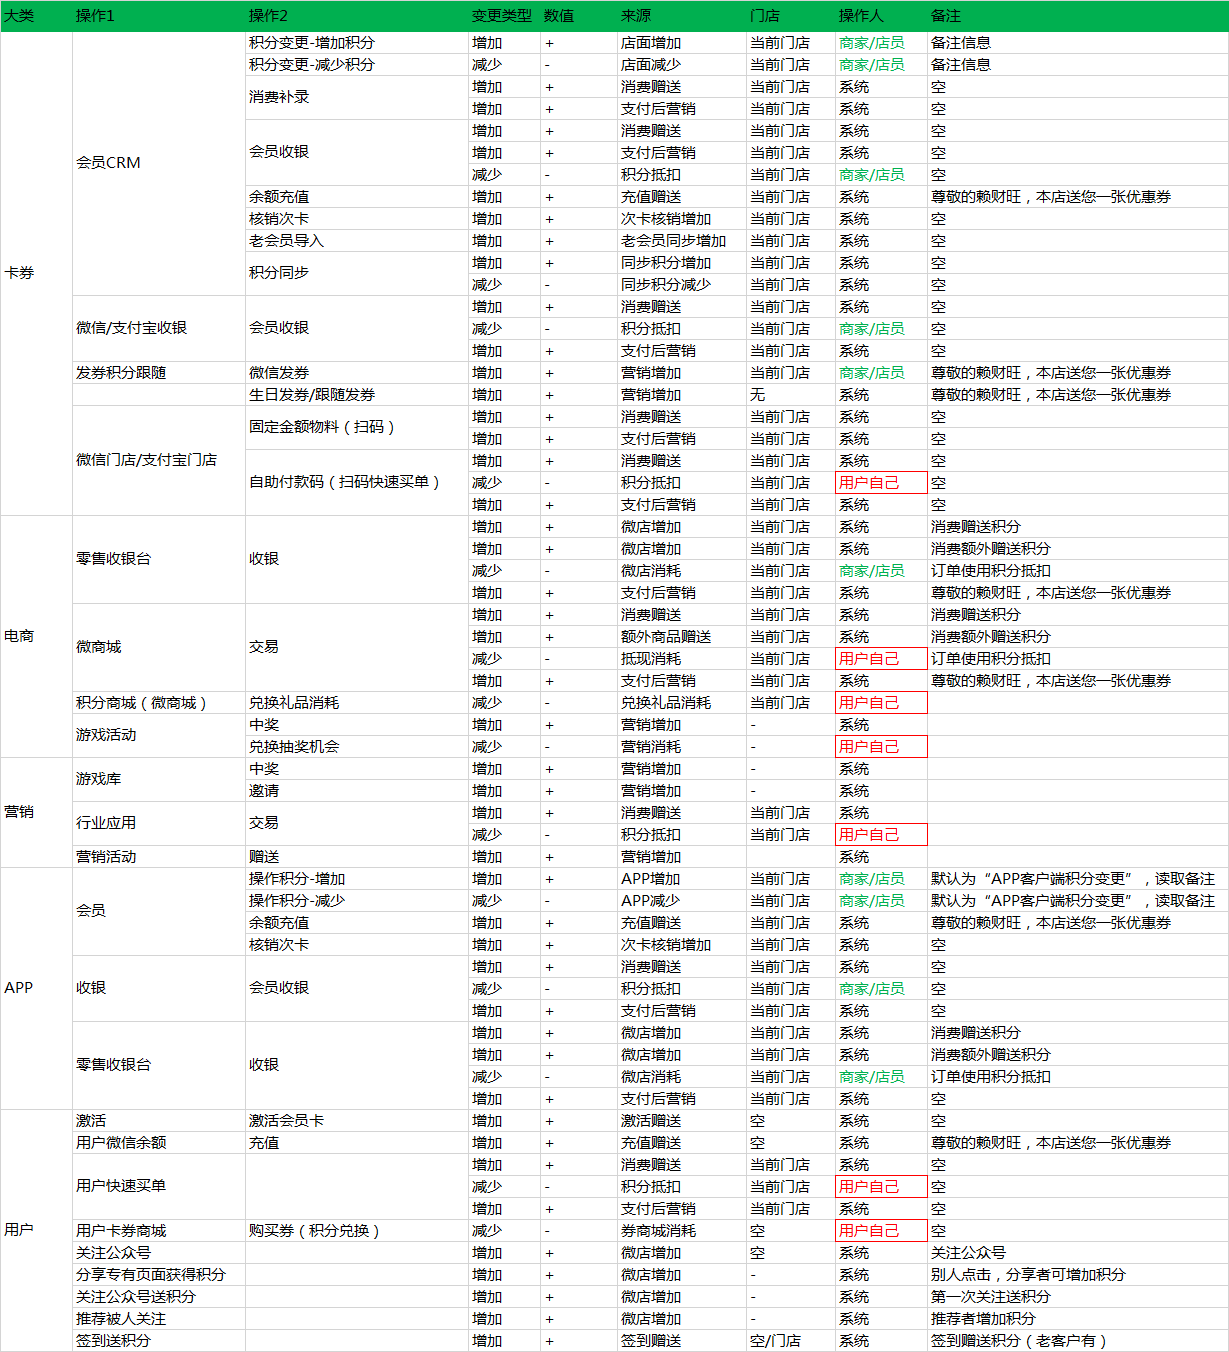 大类 操作1 操作2 变更类型 数值 来源 门店 操作人 备注
积分变更-增加积分 增加 + 店面增加 当前门店 商家/店员 备注信息
积分变更-减少积分 减少 - 店面减少 当前门店 商家/店员 备注信息
消费补录 增加 + 消费赠送 当前门店 系统 空
增加 + 支付后营销 当前门店 系统 空
会员CRM 会员收银 增加 + 消费赠送 当前门店 系统 空
增加 + 支付后营销 当前门店 系统 空
减少 - 积分抵扣 当前门店 商家/店员 空
余额充值 增加 + 充值赠送 当前门店 系统 尊敬的赖财旺，本店送您一张优惠券
核销次卡 增加 + 次卡核销增加 当前门店 系统 空
老会员导入 增加 + 老会员同步增加 当前门店 系统 空
卡券 积分同步 增加 + 同步积分增加 当前门店 系统 空
减少 - 同步积分减少 当前门店 系统 空
微信/支付宝收银 会员收银 增加 + 消费赠送 当前门店 系统 空
减少 - 积分抵扣 当前门店 商家/店员 空
增加 + 支付后营销 当前门店 系统 空
发券积分跟随 微信发券 增加 + 营销增加 当前门店 商家/店员 尊敬的赖财旺，本店送您一张优惠券
生日发券/跟随发券 增加 + 营销增加 无 系统 尊敬的赖财旺，本店送您一张优惠券
微信门店/支付宝门店 固定金额物料（扫码） 增加 + 消费赠送 当前门店 系统 空
增加 + 支付后营销 当前门店 系统 空
自助付款码（扫码快速买单） 增加 + 消费赠送 当前门店 系统 空
减少 - 积分抵扣 当前门店 用户自己 空
增加 + 支付后营销 当前门店 系统 空
电商 零售收银台 收银 增加 + 微店增加 当前门店 系统 消费赠送积分
增加 + 微店增加 当前门店 系统 消费额外赠送积分
减少 - 微店消耗 当前门店 商家/店员 订单使用积分抵扣
增加 + 支付后营销 当前门店 系统 尊敬的赖财旺，本店送您一张优惠券
微商城 交易 增加 + 消费赠送 当前门店 系统 消费赠送积分
增加 + 额外商品赠送 当前门店 系统 消费额外赠送积分
减少 - 抵现消耗 当前门店 用户自己 订单使用积分抵扣
增加 + 支付后营销 当前门店 系统 尊敬的赖财旺，本店送您一张优惠券
积分商城（微商城） 兑换礼品消耗 减少 - 兑换礼品消耗 当前门店 用户自己
游戏活动 中奖 增加 + 营销增加 - 系统
兑换抽奖机会 减少 - 营销消耗 - 用户自己
营销 游戏库 中奖 增加 + 营销增加 - 系统
邀请 增加 + 营销增加 - 系统
行业应用 交易 增加 + 消费赠送 当前门店 系统
减少 - 积分抵扣 当前门店 用户自己
营销活动 赠送 增加 + 营销增加 系统
APP 会员 操作积分-增加 增加 + APP增加 当前门店 商家/店员 默认为“APP客户端积分变更”，读取备注
操作积分-减少 减少 - APP减少 当前门店 商家/店员 默认为“APP客户端积分变更”，读取备注
余额充值 增加 + 充值赠送 当前门店 系统 尊敬的赖财旺，本店送您一张优惠券
核销次卡 增加 + 次卡核销增加 当前门店 系统 空
收银 会员收银 增加 + 消费赠送 当前门店 系统 空
减少 - 积分抵扣 当前门店 商家/店员 空
增加 + 支付后营销 当前门店 系统 空
零售收银台 收银 增加 + 微店增加 当前门店 系统 消费赠送积分
增加 + 微店增加 当前门店 系统 消费额外赠送积分
减少 - 微店消耗 当前门店 商家/店员 订单使用积分抵扣
增加 + 支付后营销 当前门店 系统 空
用户 激活 激活会员卡 增加 + 激活赠送 空 系统 空
用户微信余额 充值 增加 + 充值赠送 空 系统 尊敬的赖财旺，本店送您一张优惠券
用户快速买单 增加 + 消费赠送 当前门店 系统 空
减少 - 积分抵扣 当前门店 用户自己 空
增加 + 支付后营销 当前门店 系统 空
用户卡券商城 购买券（积分兑换） 减少 - 券商城消耗 空 用户自己 空
关注公众号 增加 + 微店增加 空 系统 关注公众号
分享专有页面获得积分 增加 + 微店增加 - 系统 别人点击，分享者可增加积分
关注公众号送积分 增加 + 微店增加 - 系统 第一次关注送积分
推荐被人关注 增加 + 微店增加 - 系统 推荐者增加积分
签到送积分 增加 + 签到赠送 空/门店 系统 签到赠送积分（老客户有）